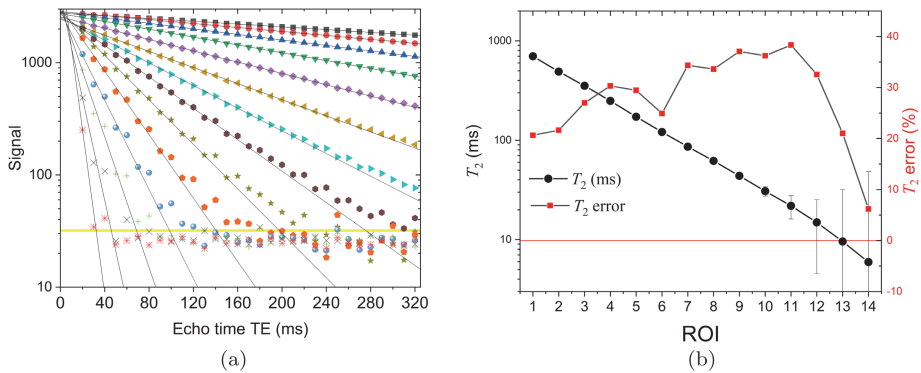 Signal
1000
100
10
0 40 80 120 160 200 240 280 320
Echo time TE (ms)
(a)
T₂ (ms)
1000
100
10
T₂ (ms)
T₂ error
40
30
20
10
0
-10
T₂ error (%)
1 2 3 4 5 6 7 8 9 10 11 12 13 14
ROI
(b)